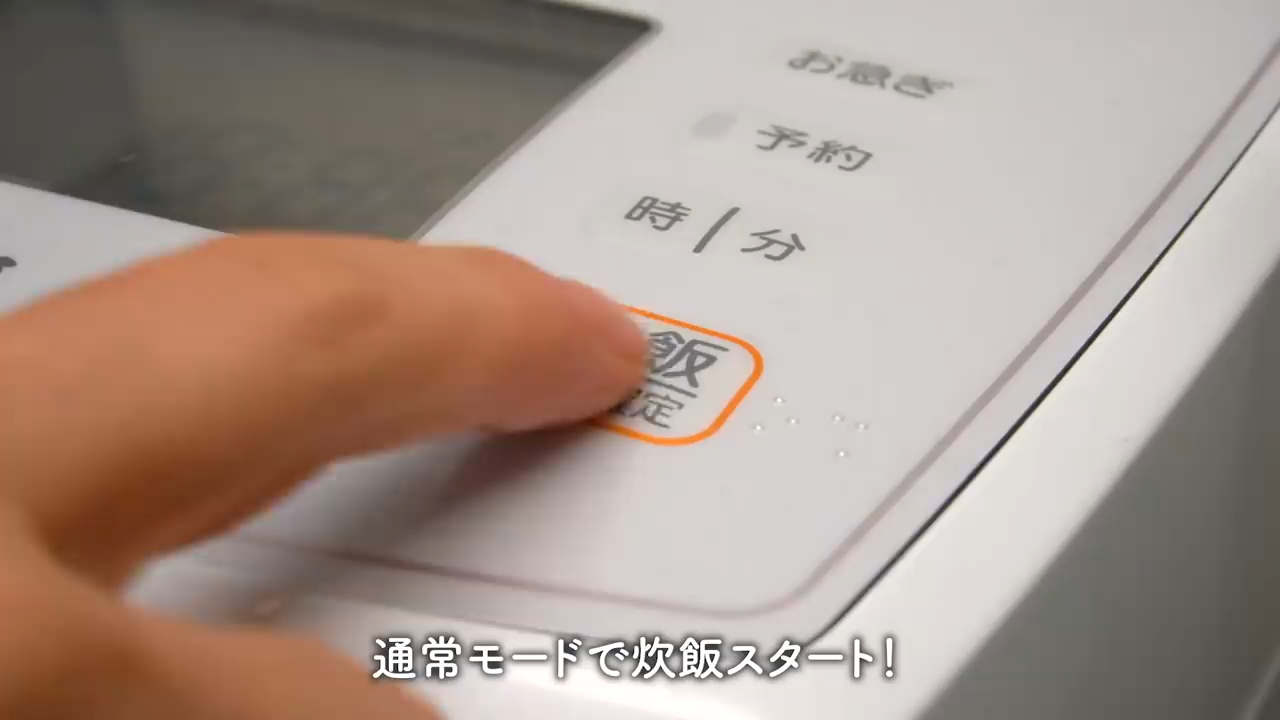 お急ぎ
予約
時|分
飯
定
通常モードで炊飯スタート!